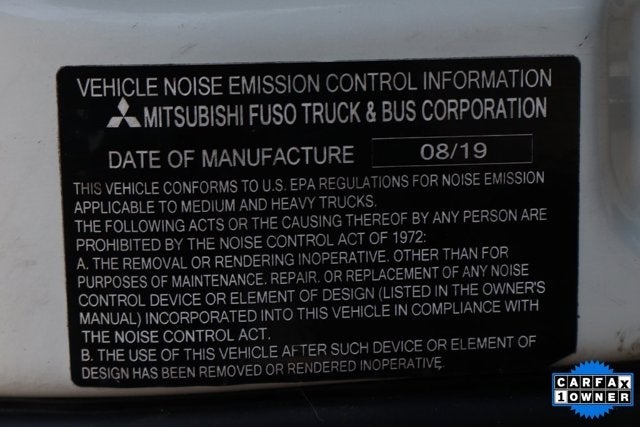 VEHICLE NOISE EMISSION CONTROL INFORMATION
MITSUBISHI FUSO TRUCK & BUS CORPORATION
DATE OF MANUFACTURE 08/19
THIS VEHICLE CONFORMS TO U.S. EPA REGULATIONS FOR NOISE EMISSION
APPLICABLE TO MEDIUM AND HEAVY TRUCKS.
THE FOLLOWING ACTS OR THE CAUSING THEREOF BY ANY PERSON ARE
PROHIBITED BY THE NOISE CONTROL ACT OF 1972:
A. THE REMOVAL OR RENDERING INOPERATIVE. OTHER THAN FOR
PURPOSES OF MAINTENANCE. REPAIR. OR REPLACEMENT OF ANY NOISE
CONTROL DEVICE OR ELEMENT OF DESIGN (LISTED IN THE OWNER'S
MANUAL) INCORPORATED INTO THIS VEHICLE IN COMPLIANCE WITH
THE NOISE CONTROL ACT.
B. THE USE OF THIS VEHICLE AFTER SUCH DEVICE OR ELEMENT OF
DESIGN HAS BEEN REMOVED OR RENDERED INOPERATIVE.
CARFAX
1 OWNER